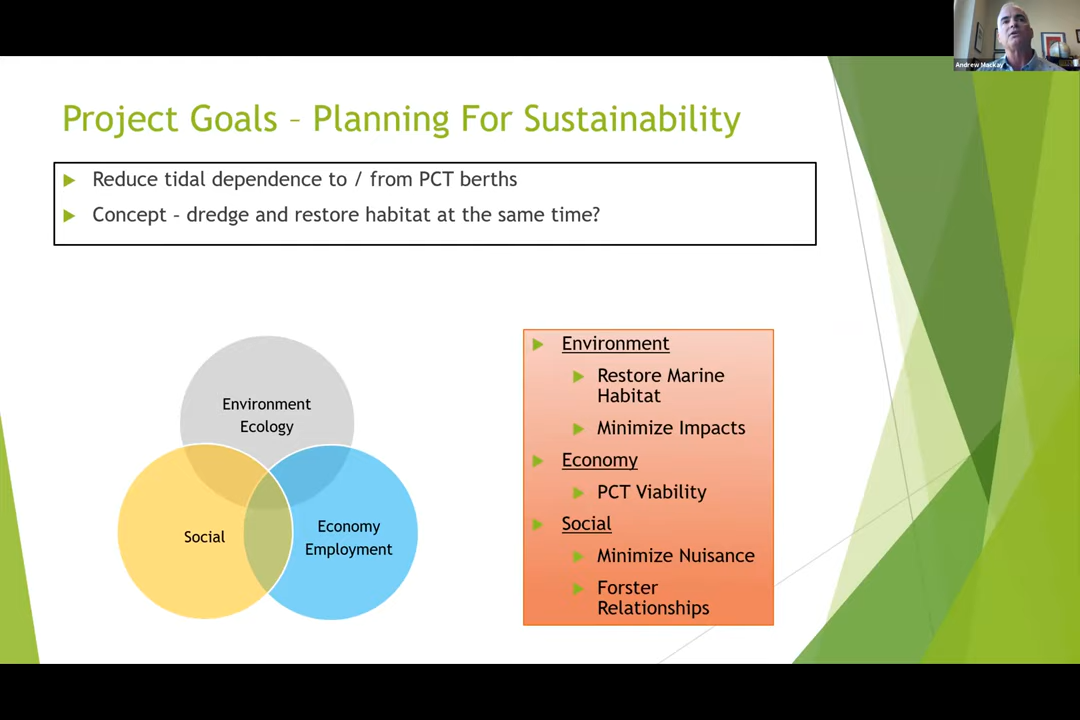 Andrew Mackay
Project Goals – Planning For Sustainability
Reduce tidal dependence to / from PCT berths
Concept – dredge and restore habitat at the same time?
Environment
Ecology
Social
Economy
Employment
Environment
Restore Marine
Habitat
Minimize Impacts
Economy
PCT Viability
Social
Minimize Nuisance
Forster
Relationships